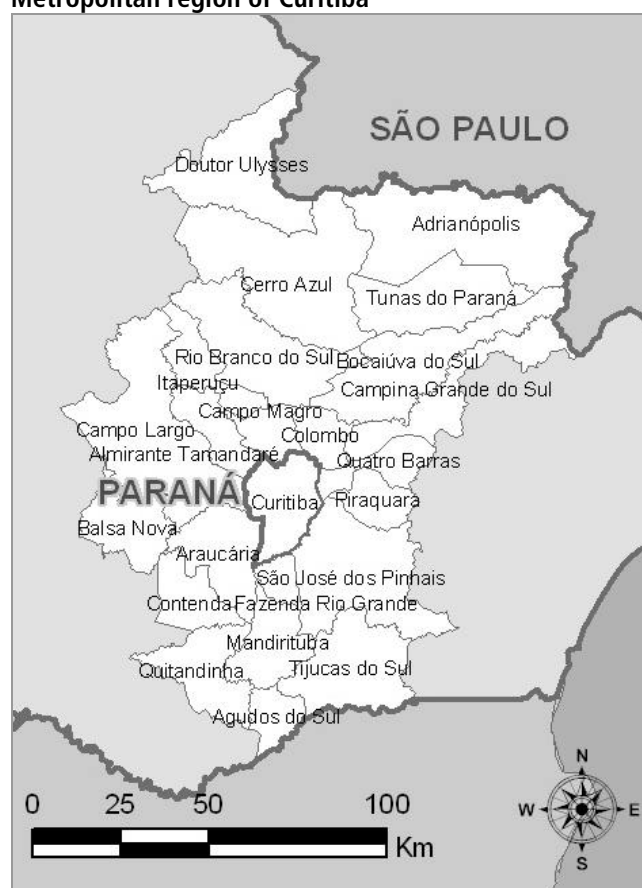 Metropolitan region of Curitiba
SÃO PAULO
Doutor Ulysses
Adrianópolis
Cerro Azul
Tunas do Paraná
Rio Branco do Sul
Bocaiúva do Sul
Itaperuçu
Campina Grande do Sul
Campo Magro
Campo Largo
Colombo
Almirante Tamandaré
Quatro Barras
PARANÁ
Curitiba
Piraquara
Balsa Nova
Araucária
São José dos Pinhais
Contenda
Fazenda Rio Grande
Mandirituba
Quitandinha
Tijucas do Sul
Agudos do Sul
N
W
E
S
0 25 50 100
Km